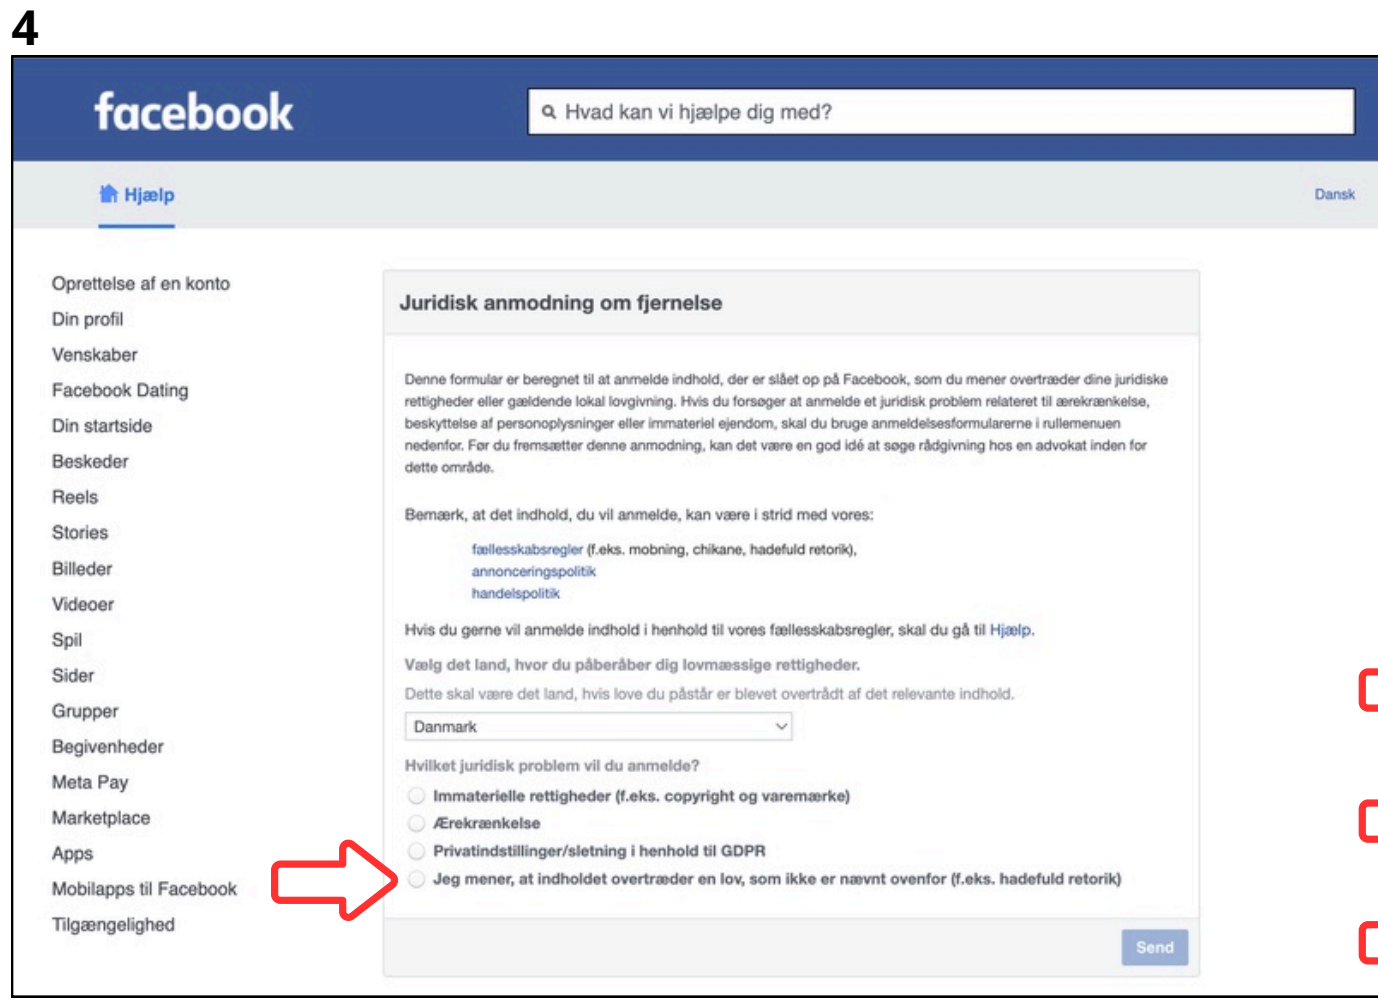 4
facebook
Hvad kan vi hjælpe dig med?
Hjælp
Dansk
Oprettelse af en konto
Din profil
Venskaber
Facebook Dating
Din startside
Beskeder
Reels
Stories
Billeder
Videoer
Spil
Sider
Grupper
Begivenheder
Meta Pay
Marketplace
Apps
Mobilapps til Facebook
Tilgængelighed
Juridisk anmodning om fjernelse
Denne formular er beregnet til at anmelde indhold, der er slået op på Facebook, som du mener overtræder dine juridiske
rettigheder eller gældende lokal lovgivning. Hvis du forsøger at anmelde et juridisk problem relateret til ærekrænkelse,
beskyttelse af personoplysninger eller immateriel ejendom, skal du bruge anmeldelsesformularerne i rullemenuen
nedenfor. Før du fremsætter denne anmodning, kan det være en god idé at søge rådgivning hos en advokat inden for
dette område.
Bemærk, at det indhold, du vil anmelde, kan være i strid med vores:
fællesskabsregler (f.eks. mobning, chikane, hadefuld retorik),
annonceringspolitik
handelspolitik
Hvis du gerne vil anmelde indhold i henhold til vores fællesskabsregler, skal du gå til Hjælp.
Vælg det land, hvor du påberåber dig lovmæssige rettigheder.
Dette skal være det land, hvis love du påstår er blevet overtrådt af det relevante indhold.
Danmark
Hvilket juridisk problem vil du anmelde?
Immaterielle rettigheder (f.eks. copyright og varemærke)
Ærekrænkelse
Privatindstillinger/sletning i henhold til GDPR
Jeg mener, at indholdet overtræder en lov, som ikke er nævnt ovenfor (f.eks. hadefuld retorik)
Send